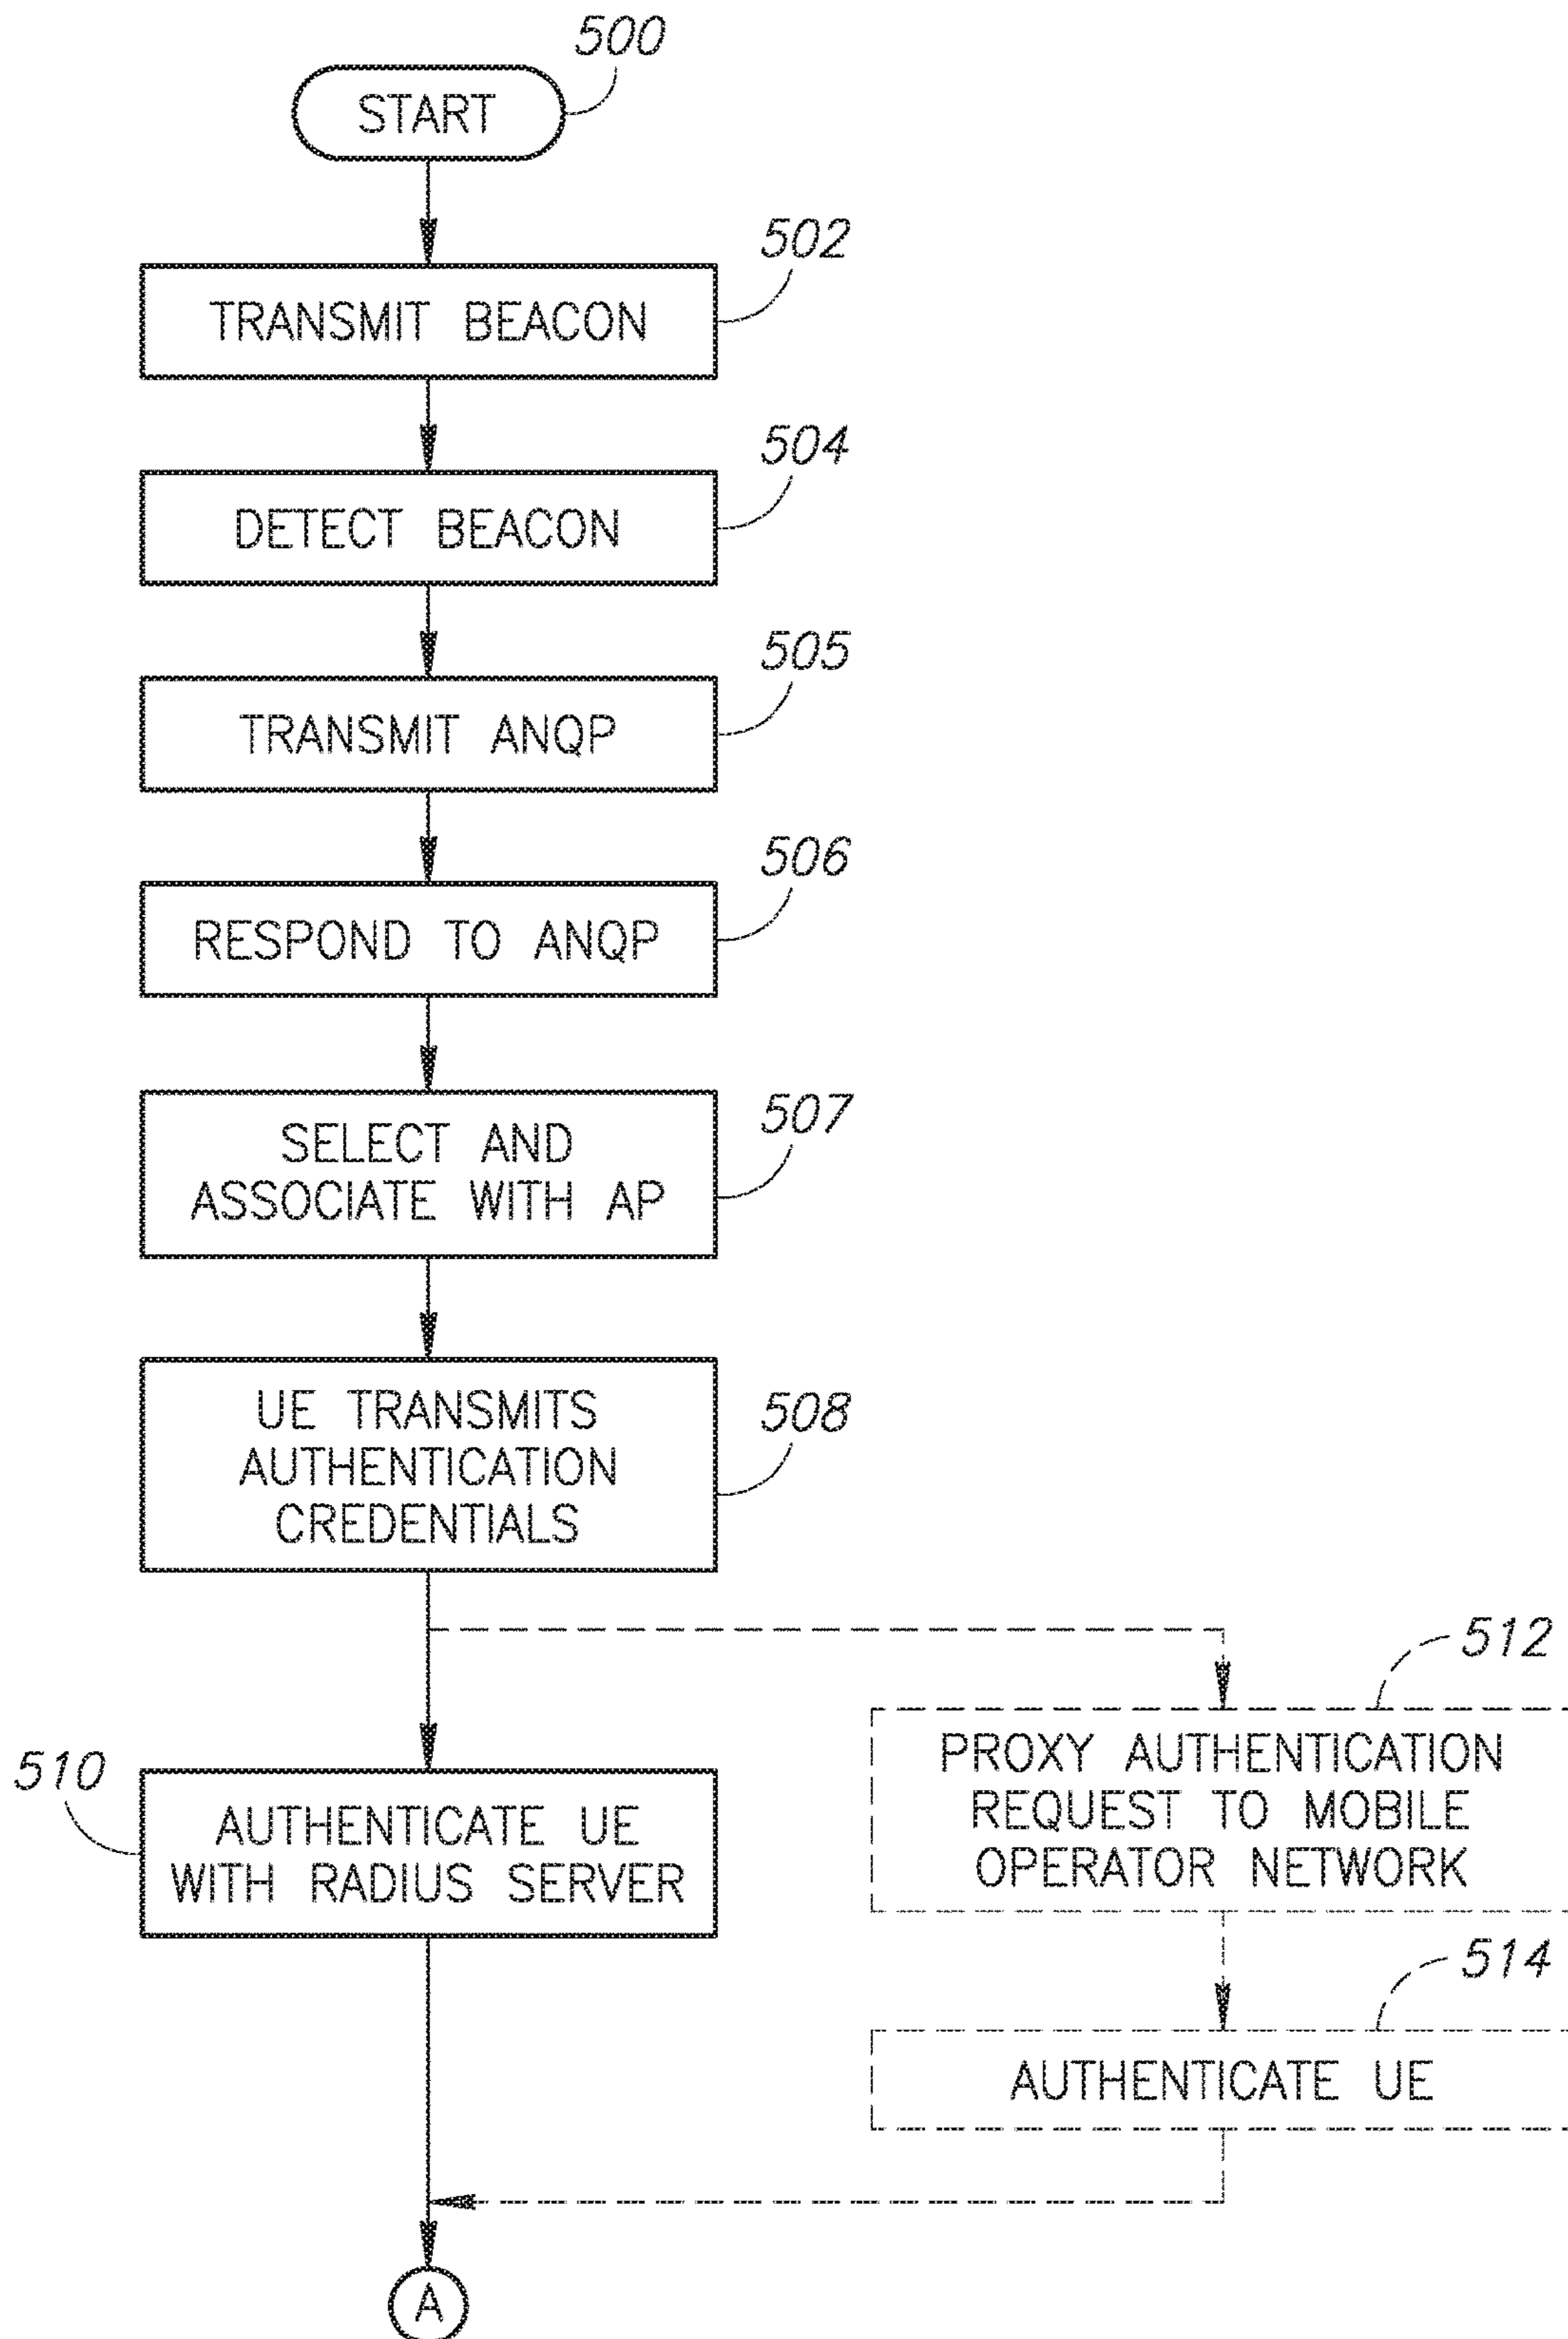 500
START
502
TRANSMIT BEACON
504
DETECT BEACON
505
TRANSMIT ANQP
506
RESPOND TO ANQP
507
SELECT AND
ASSOCIATE WITH AP
508
UE TRANSMITS
AUTHENTICATION
CREDENTIALS
510
AUTHENTICATE UE
WITH RADIUS SERVER
512
PROXY AUTHENTICATION
REQUEST TO MOBILE
OPERATOR NETWORK
514
AUTHENTICATE UE
A